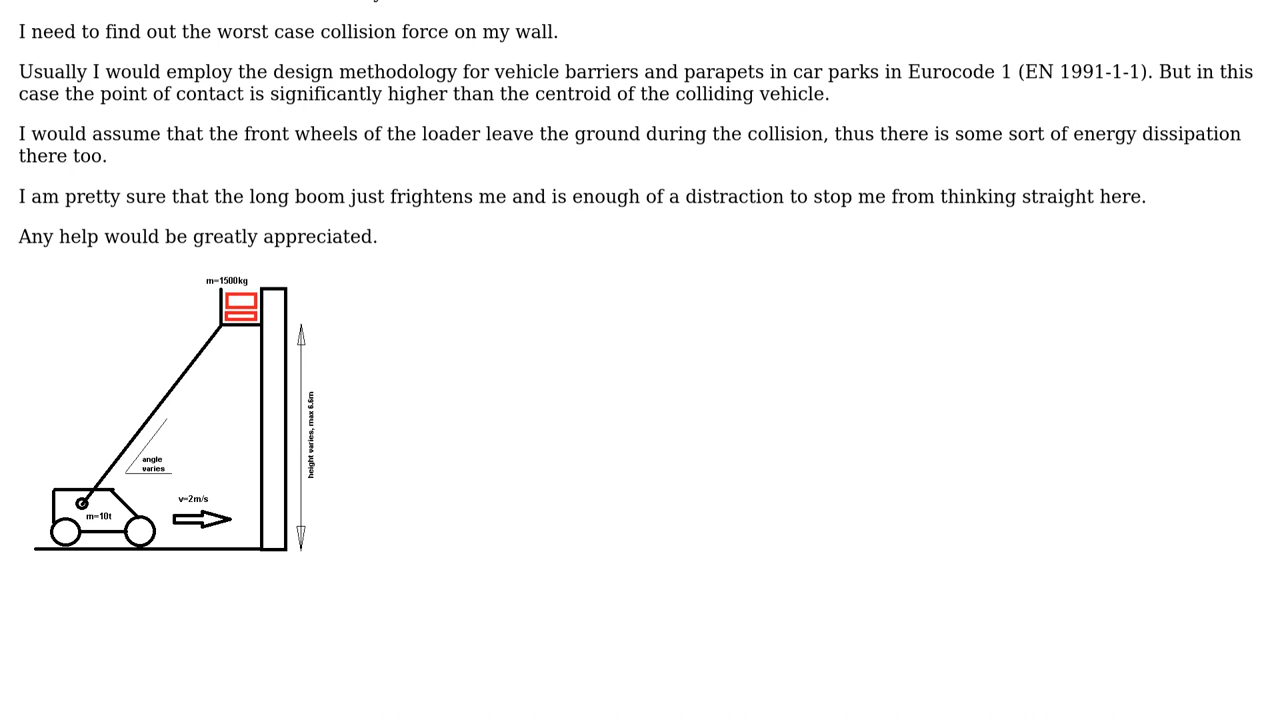 I need to find out the worst case collision force on my wall.
Usually I would employ the design methodology for vehicle barriers and parapets in car parks in Eurocode 1 (EN 1991-1-1). But in this
case the point of contact is significantly higher than the centroid of the colliding vehicle.
I would assume that the front wheels of the loader leave the ground during the collision, thus there is some sort of energy dissipation
there too.
I am pretty sure that the long boom just frightens me and is enough of a distraction to stop me from thinking straight here.
Any help would be greatly appreciated.
m=1500kg
height varies, max 6.6m
angle
varies
v=2m/s
m=10t